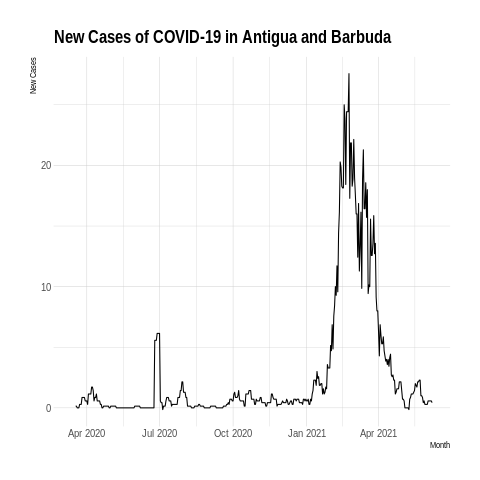 New Cases of COVID-19 in Antigua and Barbuda
New Cases
20
10
0
Apr 2020 Jul 2020 Oct 2020 Jan 2021 Apr 2021
Month